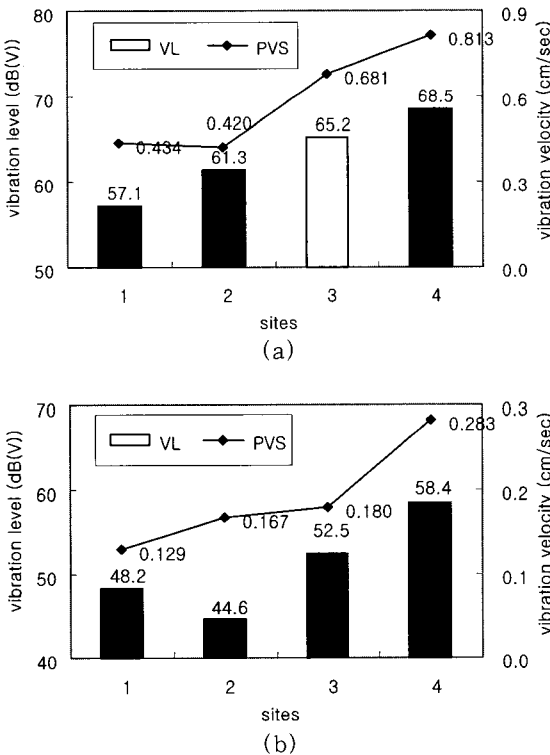 80
70
60
50
vibration level (dB(V))
VL PVS
0.9
0.6
0.3
0.0
vibration velocity (cm/sec)
0.434
0.420
0.681
0.813
57.1
61.3
65.2
68.5
1 2 3 4
sites
(a)
70
60
50
40
vibration level (dB(V))
VL PVS
0.3
0.2
0.1
0.0
vibration velocity (cm/sec)
0.129
0.167
0.180
0.283
48.2
44.6
52.5
58.4
1 2 3 4
sites
(b)